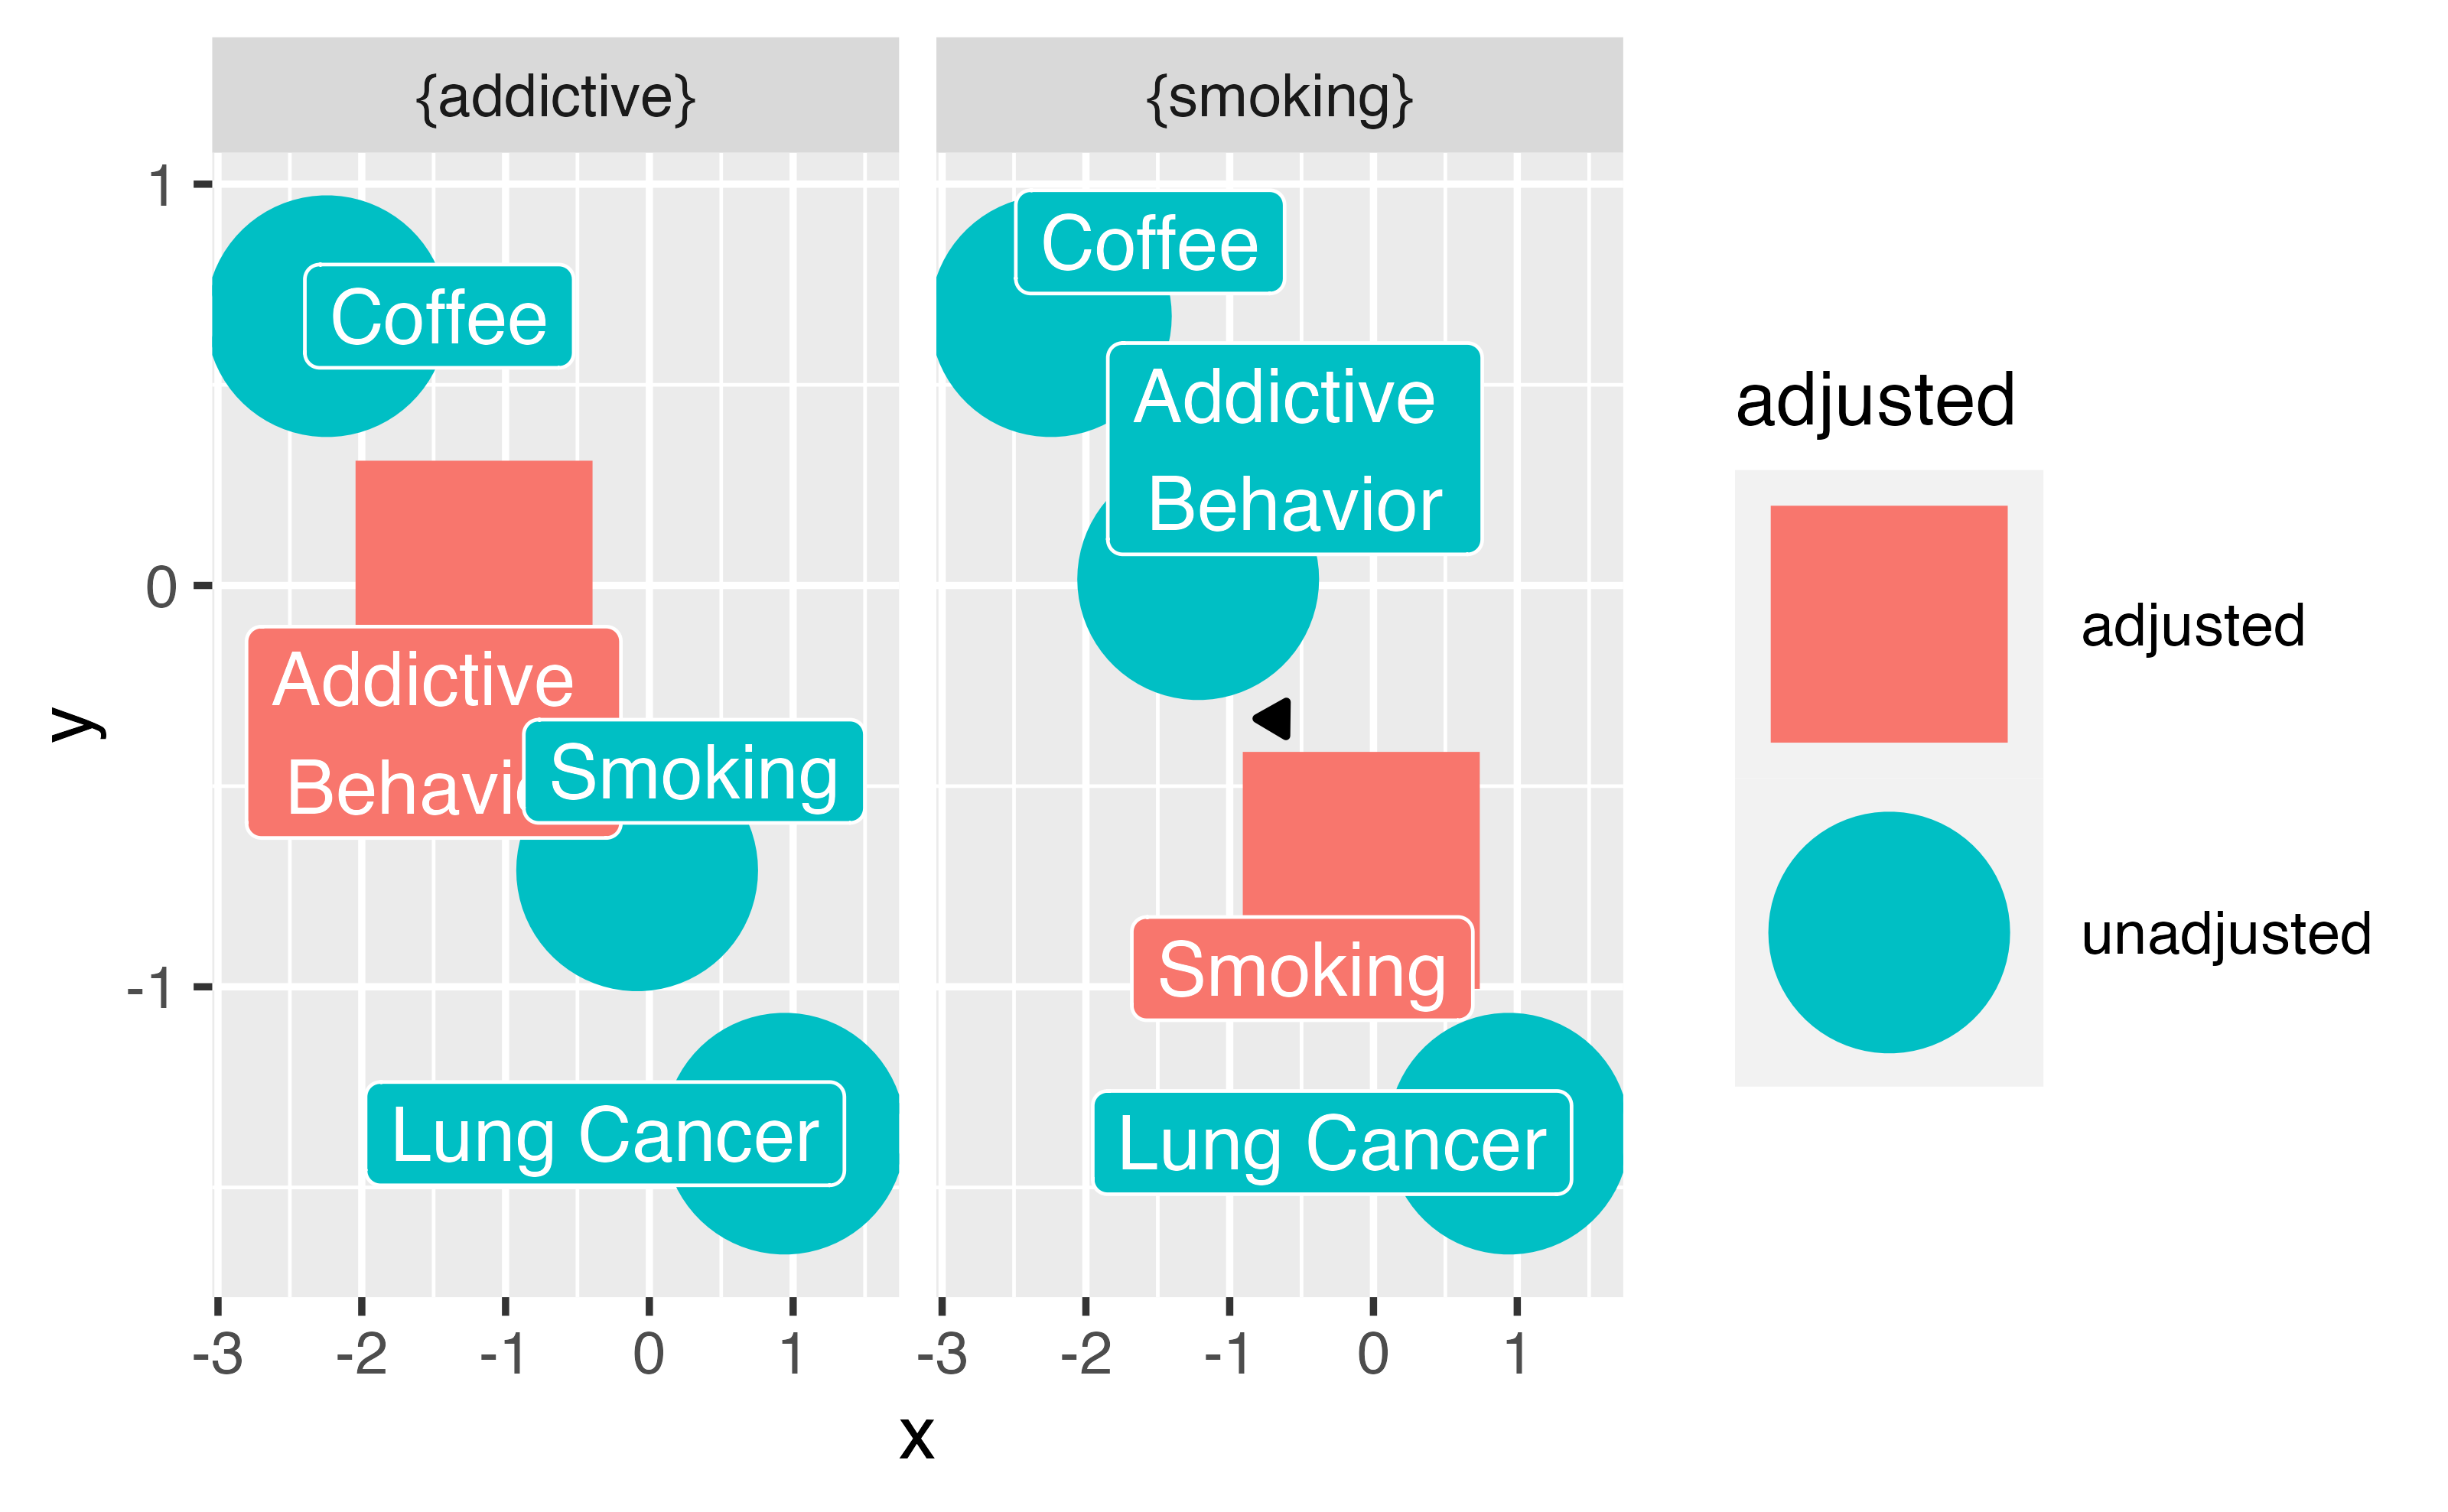 {addictive}
{smoking}
1
0
-1
y
Coffee
Addictive
Smoking
Lung Cancer
Coffee
Addictive
Behavior
Smoking
Lung Cancer
-3 -2 -1 0 1
-3 -2 -1 0 1
x
adjusted
adjusted
unadjusted